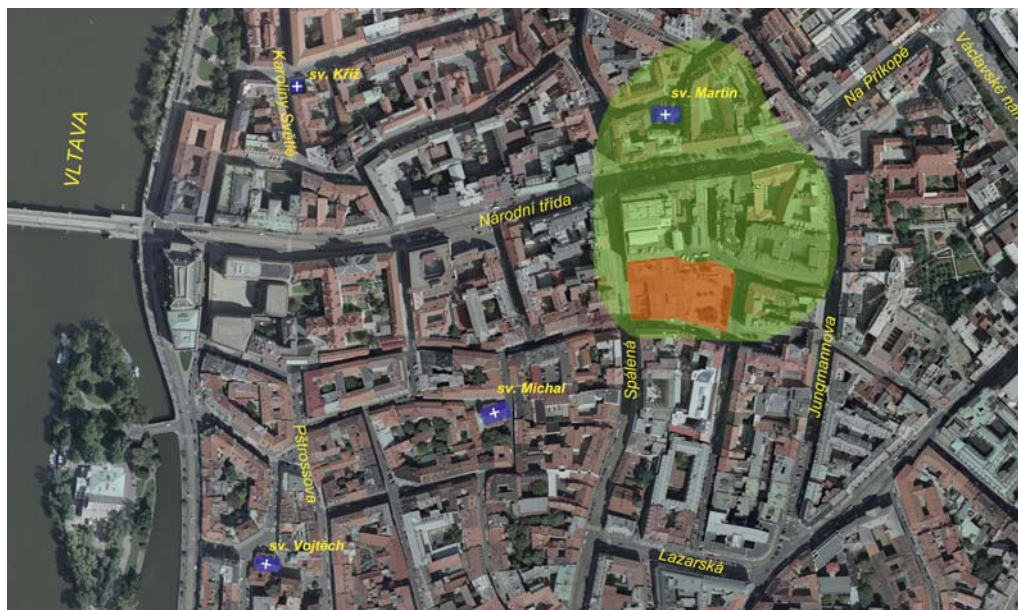 Karoliny Světlé
sv. Kříž
sv. Martin
Na Příkopě
Václavské nám
VLTAVA
Národní třída
Spálená
Jungmannova
sv. Michal
Pštrossova
sv. Vojtěch
Lazarská